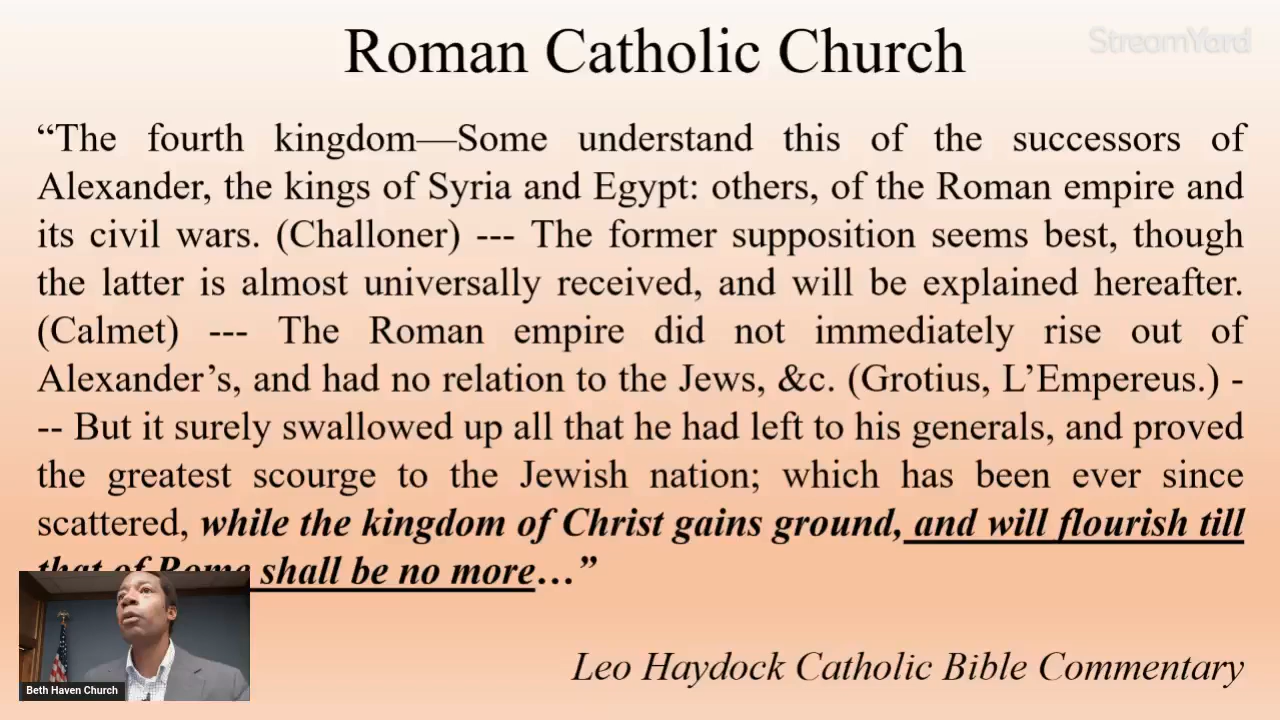 Roman Catholic Church
StreamYard
“The fourth kingdom—Some understand this of the successors of
Alexander, the kings of Syria and Egypt: others, of the Roman empire and
its civil wars. (Challoner) --- The former supposition seems best, though
the latter is almost universally received, and will be explained hereafter.
(Calmet) --- The Roman empire did not immediately rise out of
Alexander’s, and had no relation to the Jews, &c. (Grotius, L’Empereus.) -
-- But it surely swallowed up all that he had left to his generals, and proved
the greatest scourge to the Jewish nation; which has been ever since
scattered, while the kingdom of Christ gains ground, and will flourish till
that of Rome shall be no more…”
Leo Haydock Catholic Bible Commentary
Beth Haven Church